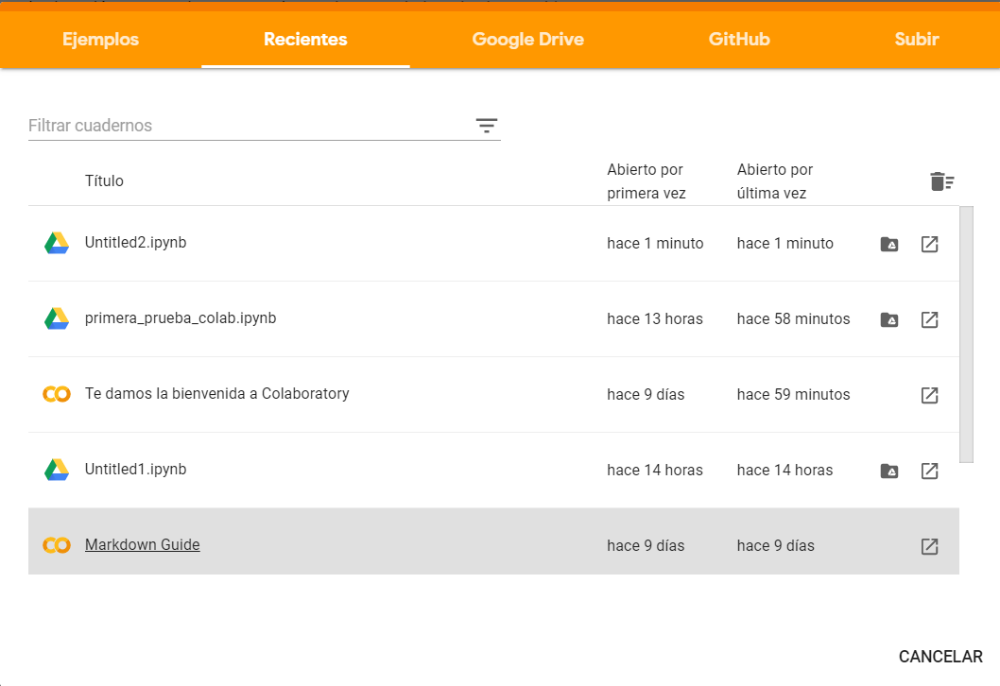 Ejemplos Recientes Google Drive GitHub Subir
Filtrar cuadernos
Título Abierto por primera vez Abierto por última vez
Untitled2.ipynb hace 1 minuto hace 1 minuto
primera_prueba_colab.ipynb hace 13 horas hace 58 minutos
Te damos la bienvenida a Colaboratory hace 9 días hace 59 minutos
Untitled1.ipynb hace 14 horas hace 14 horas
Markdown Guide hace 9 días hace 9 días
CANCELAR